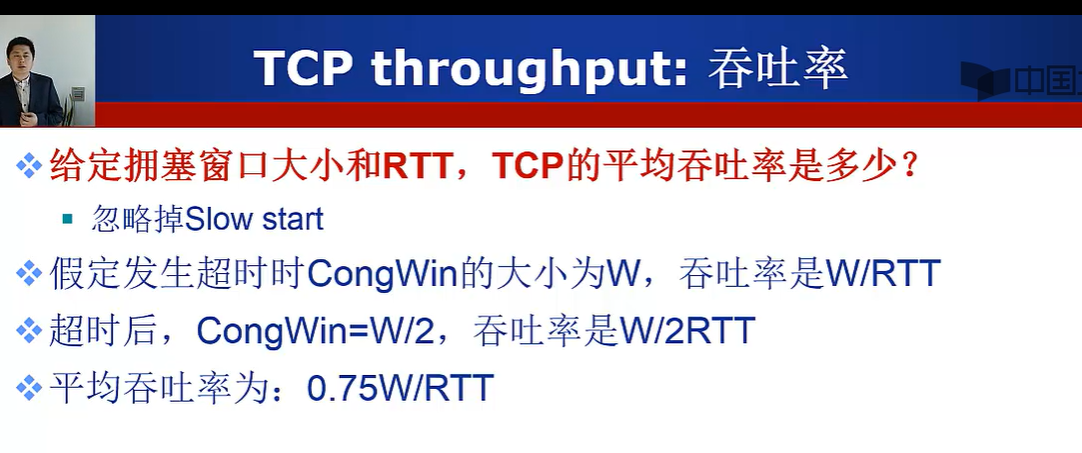 TCP throughput: 吞吐率
中国
给定拥塞窗口大小和RTT，TCP的平均吞吐率是多少？
忽略掉Slow start
假定发生超时时CongWin的大小为W，吞吐率是W/RTT
超时后，CongWin=W/2，吞吐率是W/2RTT
平均吞吐率为：0.75W/RTT